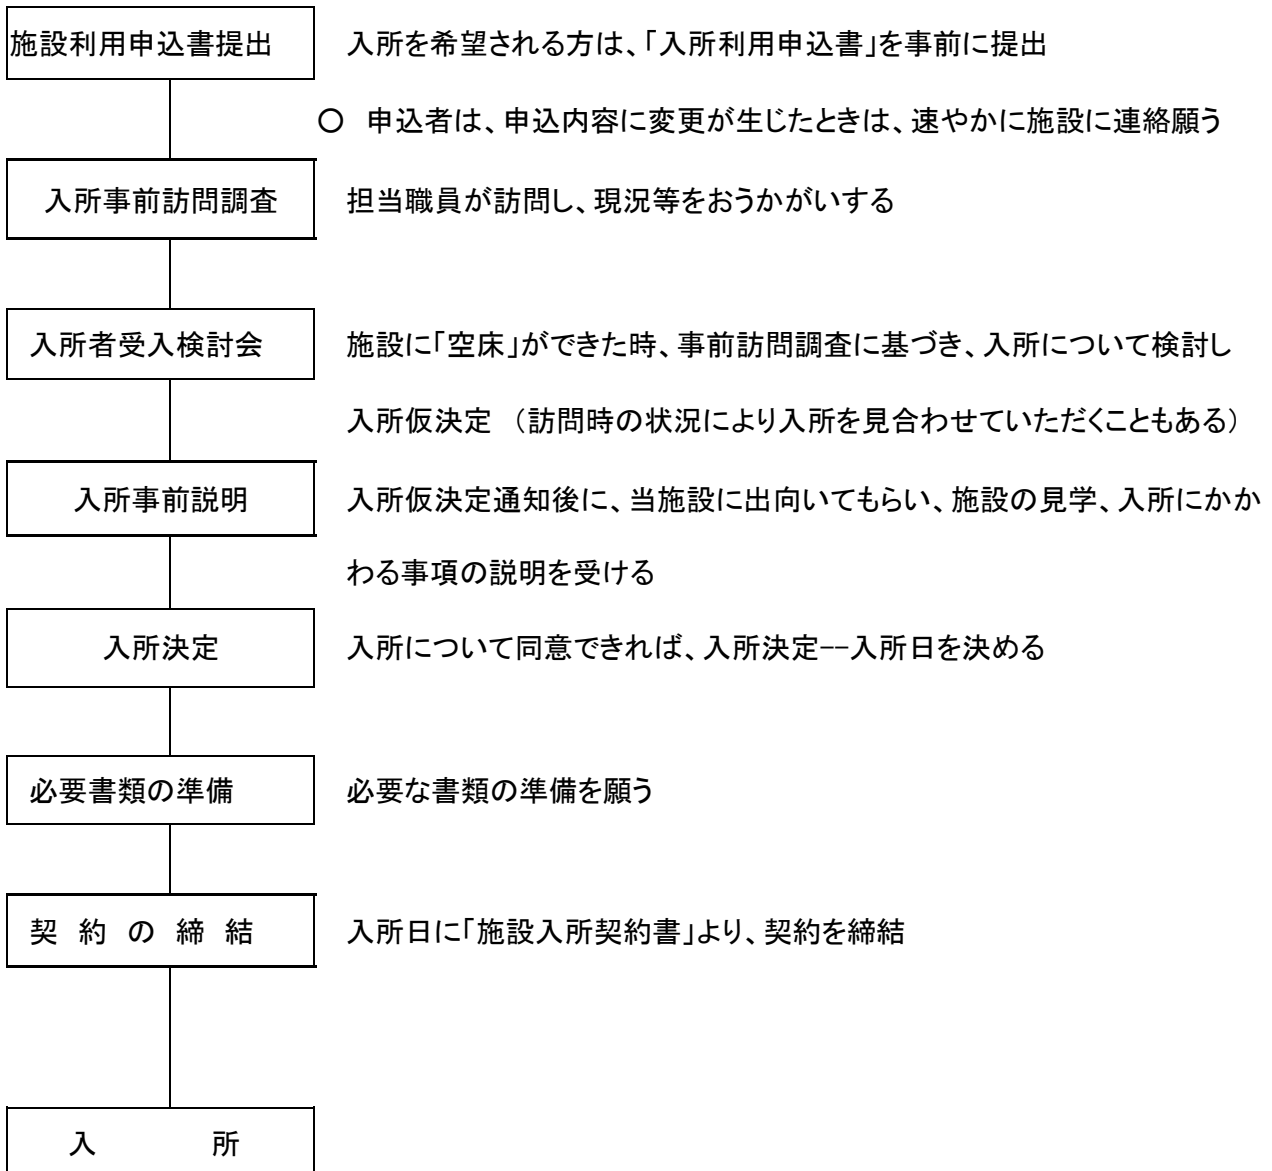 施設利用申込書提出　入所を希望される方は、「入所利用申込書」を事前に提出
○　申込者は、申込内容に変更が生じたときは、速やかに施設に連絡願う
入所事前訪問調査　担当職員が訪問し、現況等をおうかがいする
入所者受入検討会　施設に「空床」ができた時、事前訪問調査に基づき、入所について検討し
入所仮決定　（訪問時の状況により入所を見合わせていただくこともある）
入所事前説明　入所仮決定通知後に、当施設に出向いてもらい、施設の見学、入所にかか
わる事項の説明を受ける
入所決定　入所について同意できれば、入所決定--入所日を決める
必要書類の準備　必要な書類の準備を願う
契　約　の　締　結　入所日に「施設入所契約書」より、契約を締結
入　　　　所